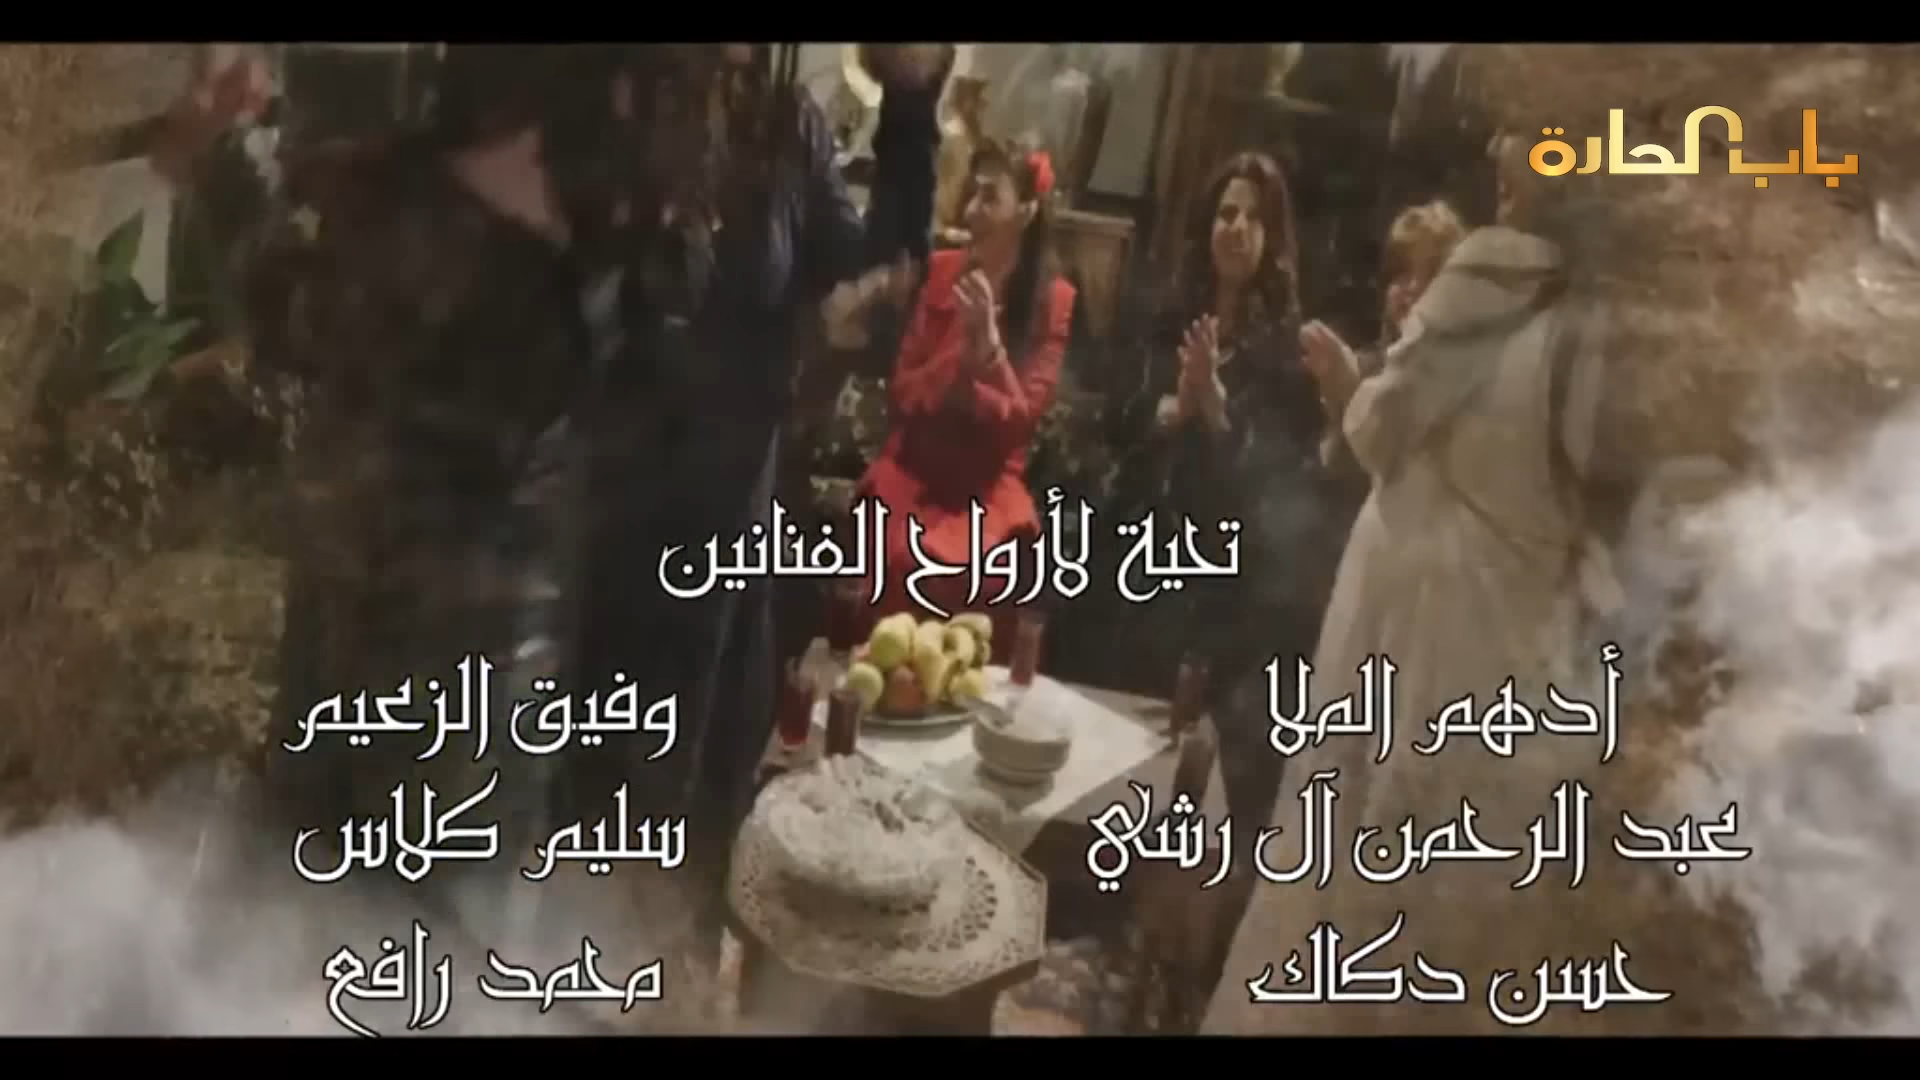 باب الحارة
تحية لأرواح الفنانين
أدهم الملا
وفيق الزعيم
عبد الرحمن آل رشي
سليم كلاس
حسن دكاك
محمد رافع